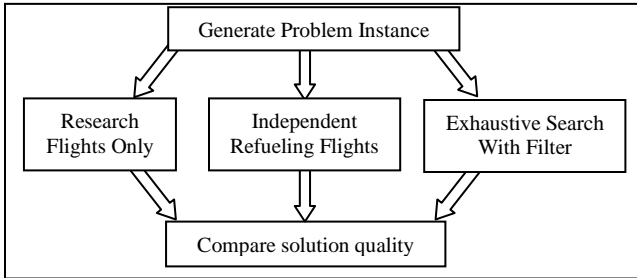 Generate Problem Instance
Research
Flights Only
Independent
Refueling Flights
Exhaustive Search
With Filter
Compare solution quality